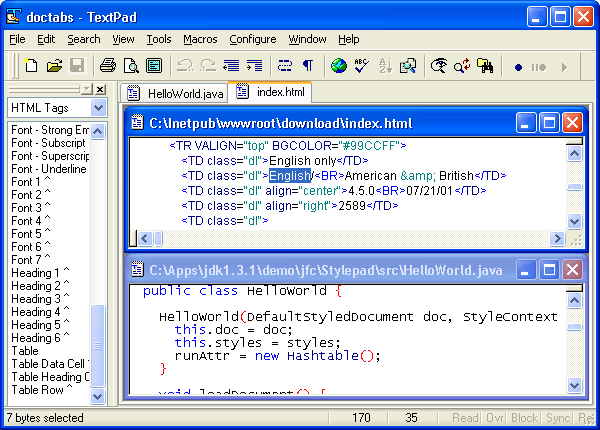 doctabs - TextPad
File Edit Search View Tools Macros Configure Window Help
HelloWorld.java index.html
HTML Tags
Font - Strong Em
Font - Subscript
Font - Superscrip
Font - Underline
Font 1 ^
Font 2 ^
Font 3 ^
Font 4 ^
Font 5 ^
Font 6 ^
Font 7 ^
Heading 1 ^
Heading 2 ^
Heading 3 ^
Heading 4 ^
Heading 5 ^
Heading 6 ^
Table
Table Data Cell ^
Table Heading C
Table Row ^
C:\Inetpub\wwwroot\download\index.html
<TR VALIGN="top" BGCOLOR="#99CCFF">
<TD class="dl">English only</TD>
<TD class="dl">English/<BR>American &amp; British</TD>
<TD class="dl" align="center">4.5.0<BR>07/21/01</TD>
<TD class="dl" align="right">2589</TD>
<TD class="dl">
C:\Apps\jdk1.3.1\demo\jfc\Stylepad\src\HelloWorld.java
public class HelloWorld {
HelloWorld(DefaultStyledDocument doc, StyleContext
this.doc = doc;
this.styles = styles;
runAttr = new Hashtable();
}
void loadDocument() {
7 bytes selected 170 35 Read Ovr Block Sync Re